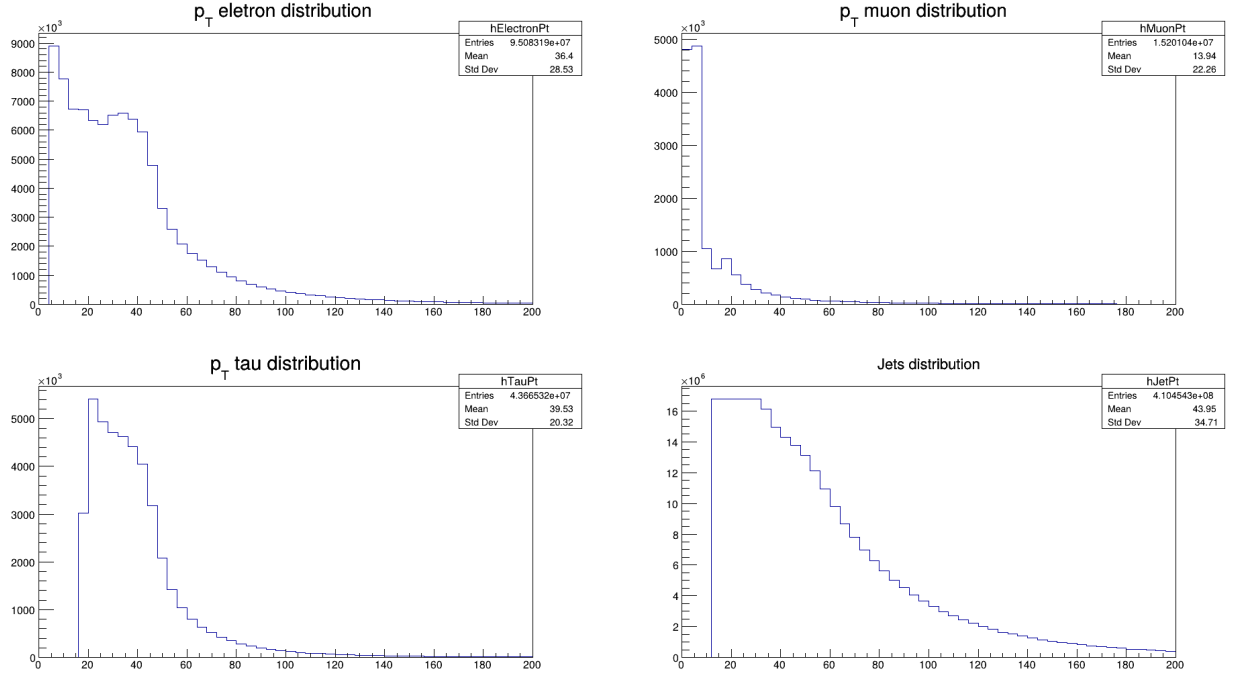 p_T eletron distribution
×10³
hElectronPt
Entries 9.508319e+07
Mean 36.4
Std Dev 28.53
9000
8000
7000
6000
5000
4000
3000
2000
1000
0
0 20 40 60 80 100 120 140 160 180 200
p_T muon distribution
×10³
hMuonPt
Entries 1.520104e+07
Mean 13.94
Std Dev 22.26
5000
4000
3000
2000
1000
0
0 20 40 60 80 100 120 140 160 180 200
p_T tau distribution
×10³
hTauPt
Entries 4.366532e+07
Mean 39.53
Std Dev 20.32
5000
4000
3000
2000
1000
0
0 20 40 60 80 100 120 140 160 180 200
Jets distribution
×10⁶
hJetPt
Entries 4.104543e+08
Mean 43.95
Std Dev 34.71
16
14
12
10
8
6
4
2
0
0 20 40 60 80 100 120 140 160 180 200